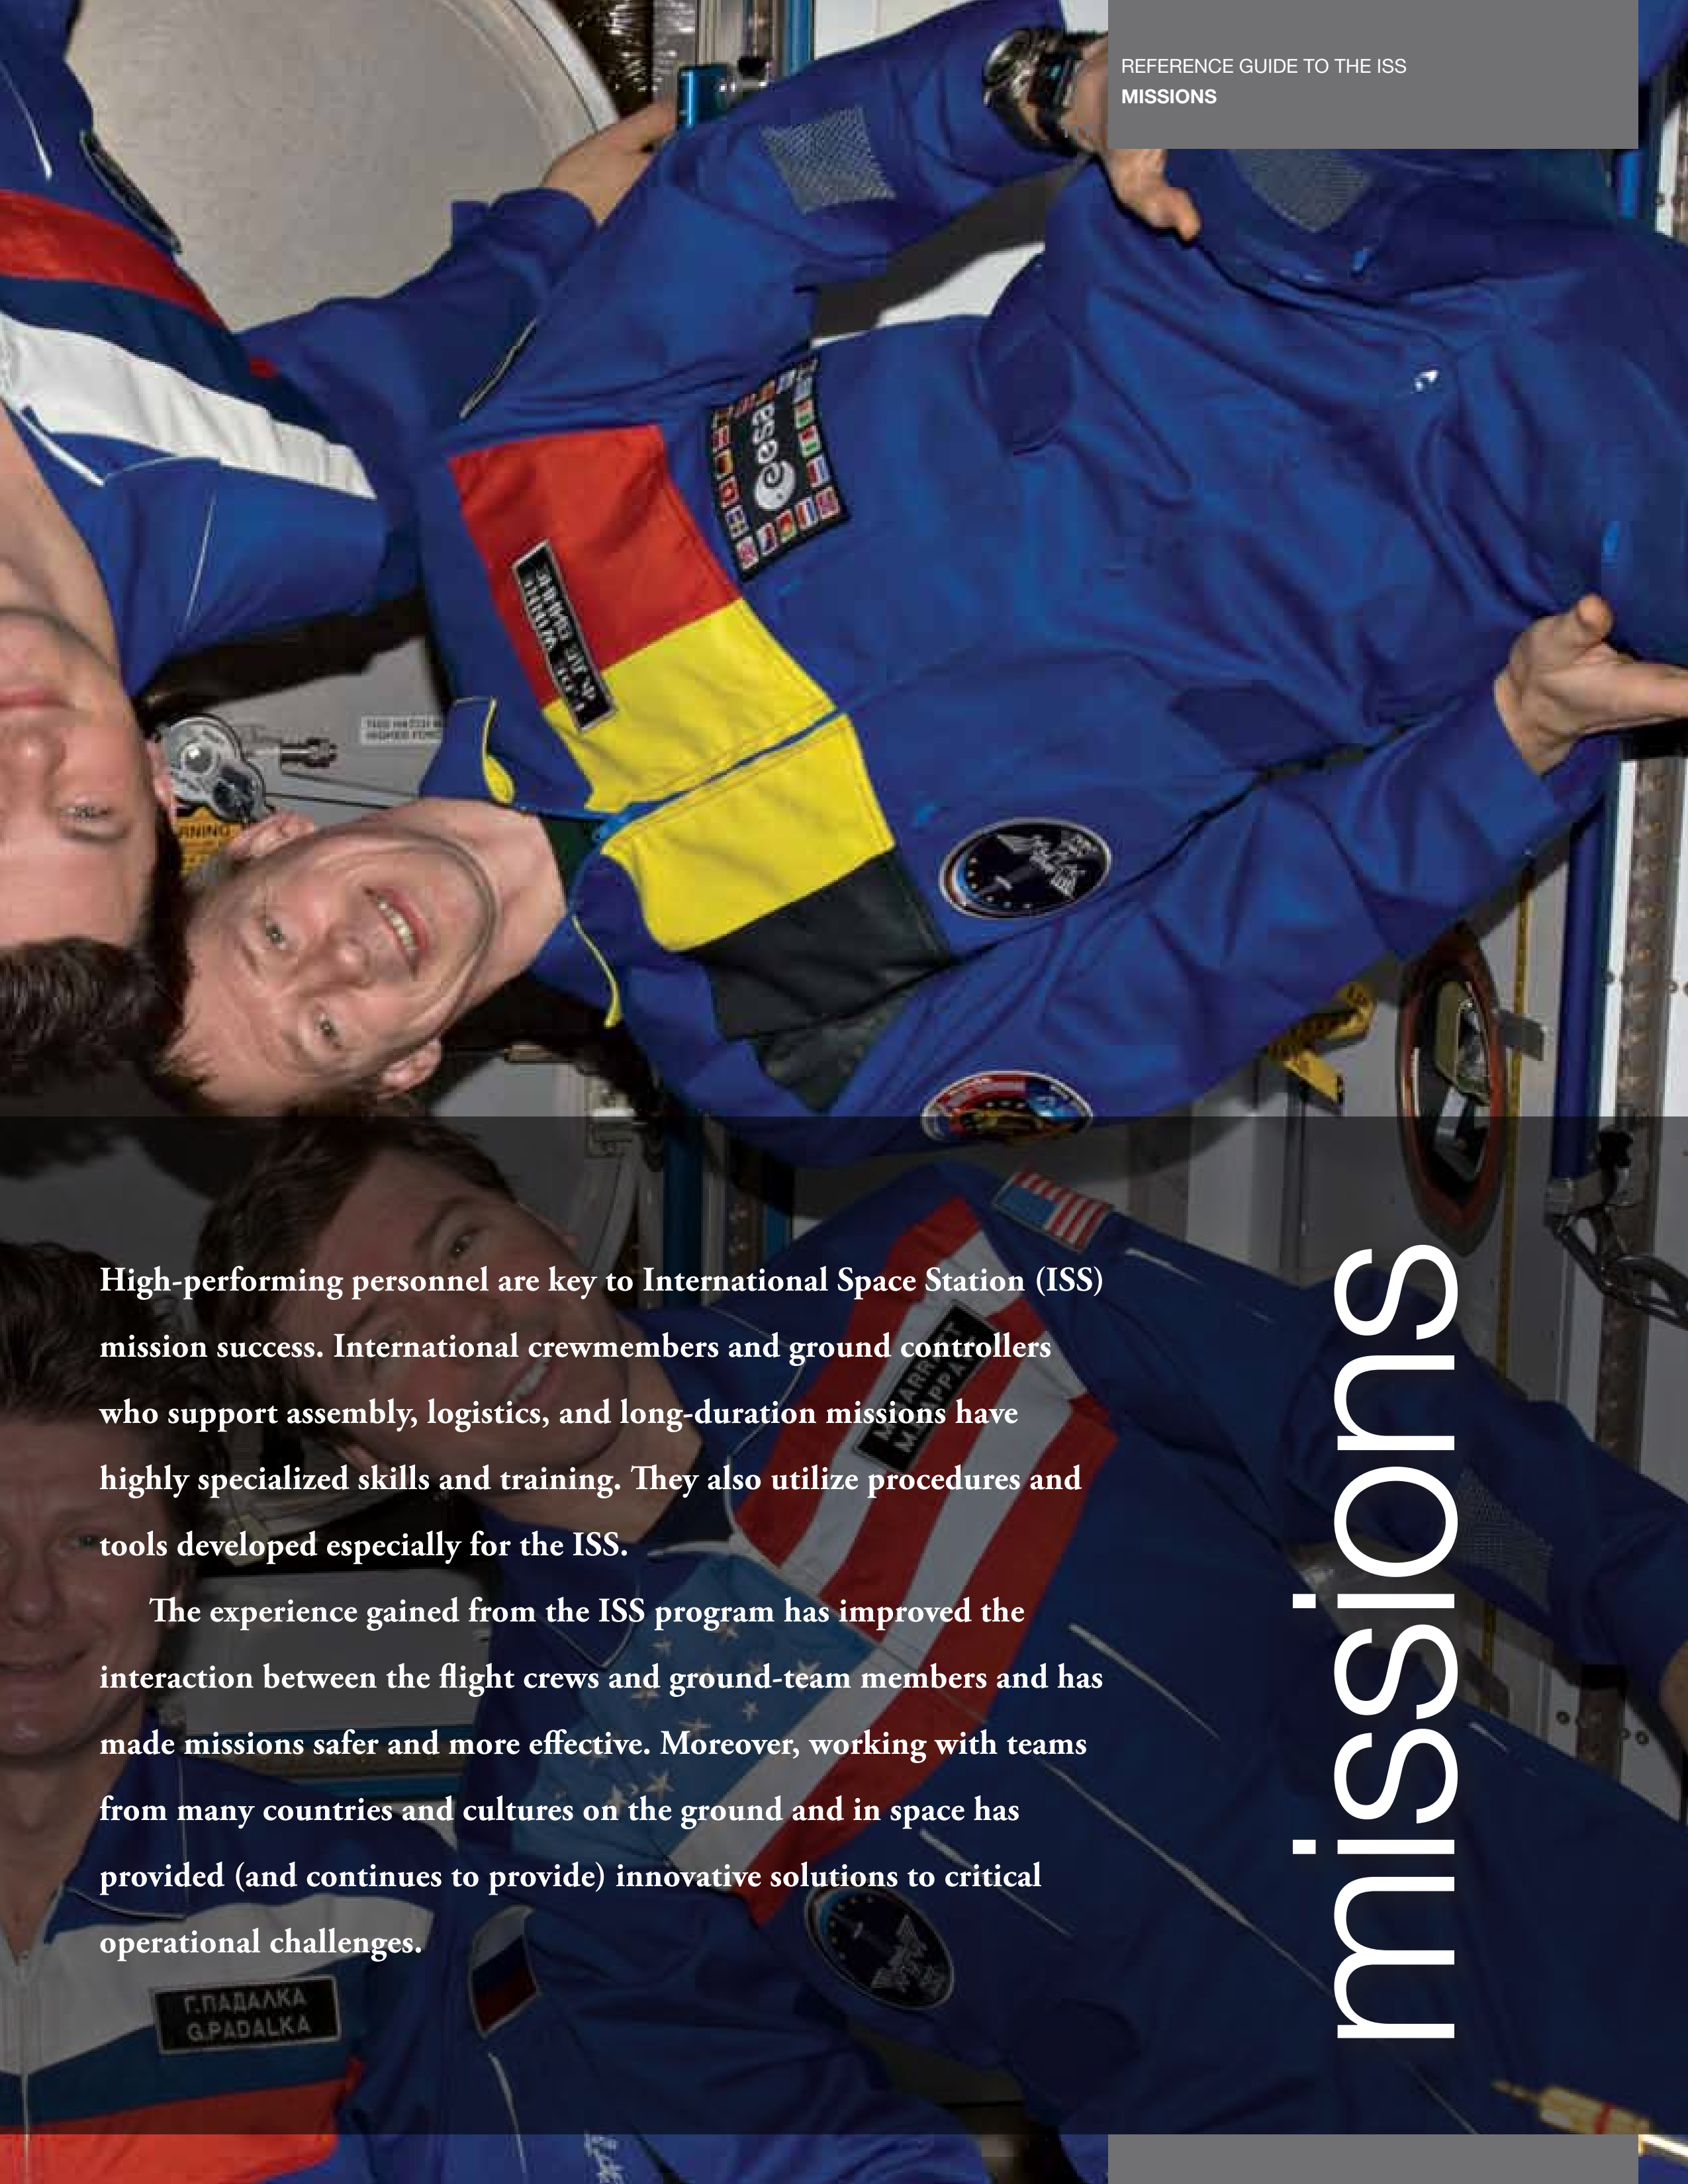 REFERENCE GUIDE TO THE ISS
MISSIONS
esa
High-performing personnel are key to International Space Station (ISS)
mission success. International crewmembers and ground controllers
who support assembly, logistics, and long-duration missions have
highly specialized skills and training. They also utilize procedures and
tools developed especially for the ISS.
The experience gained from the ISS program has improved the
interaction between the flight crews and ground-team members and has
made missions safer and more effective. Moreover, working with teams
from many countries and cultures on the ground and in space has
provided (and continues to provide) innovative solutions to critical
operational challenges.
missions
Г.ПАДАЛКА
G.PADALKA